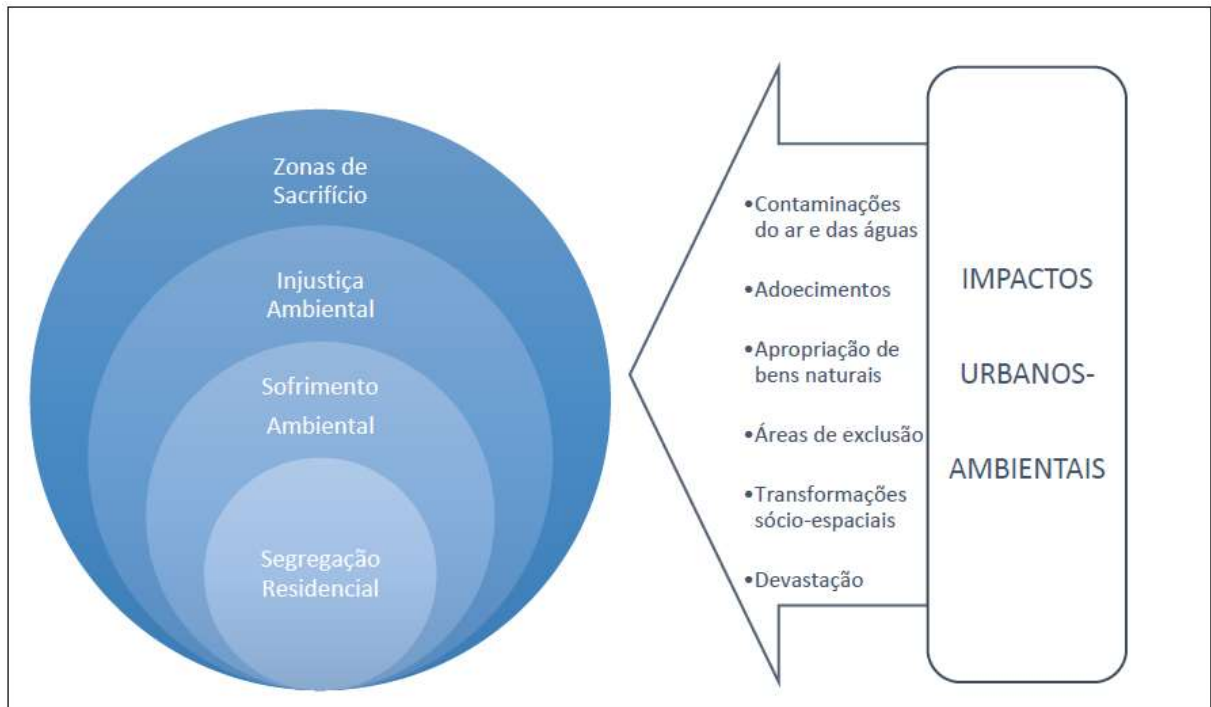 Zonas de
Sacrifício
Injustiça
Ambiental
Sofrimento
Ambiental
Segregação
Residencial
•Contaminações
do ar e das águas
•Adoecimentos
•Apropriação de
bens naturais
•Áreas de exclusão
•Transformações
sócio-espaciais
•Devastação
IMPACTOS
URBANOS-
AMBIENTAIS